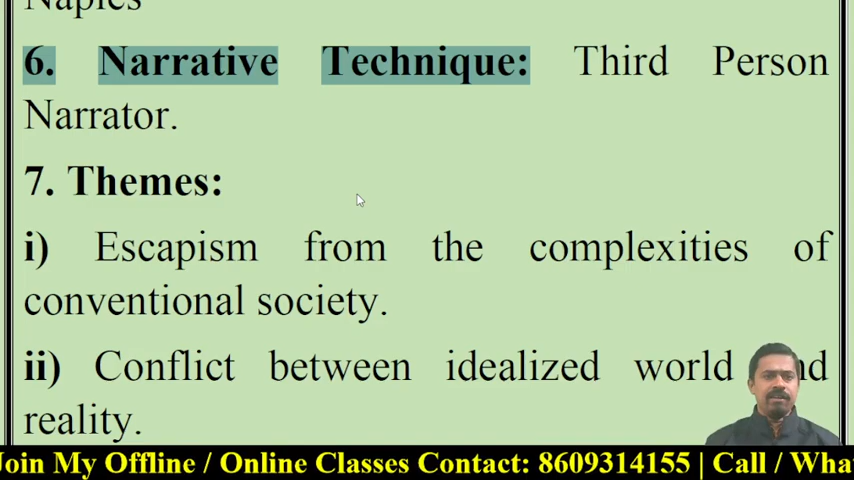 Naples
6. Narrative Technique: Third Person
Narrator.
7. Themes:
i) Escapism from the complexities of
conventional society.
ii) Conflict between idealized world
reality.
Join My Offline / Online Classes Contact: 8609314155 | Call /